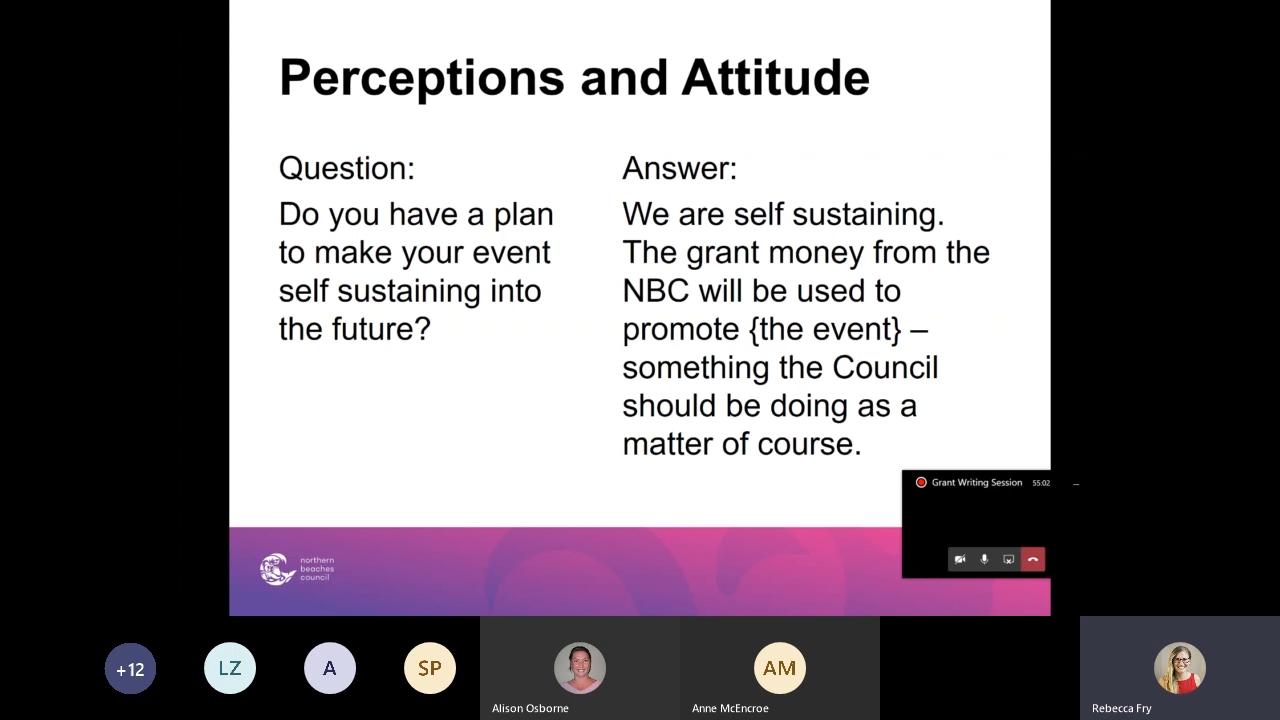 Perceptions and Attitude
Question:
Do you have a plan
to make your event
self sustaining into
the future?
Answer:
We are self sustaining.
The grant money from the
NBC will be used to
promote {the event} –
something the Council
should be doing as a
matter of course.
Grant Writing Session 55:02
northern
beaches
council
+12
LZ
A
SP
AM
Alison Osborne
Anne McEncroe
Rebecca Fry